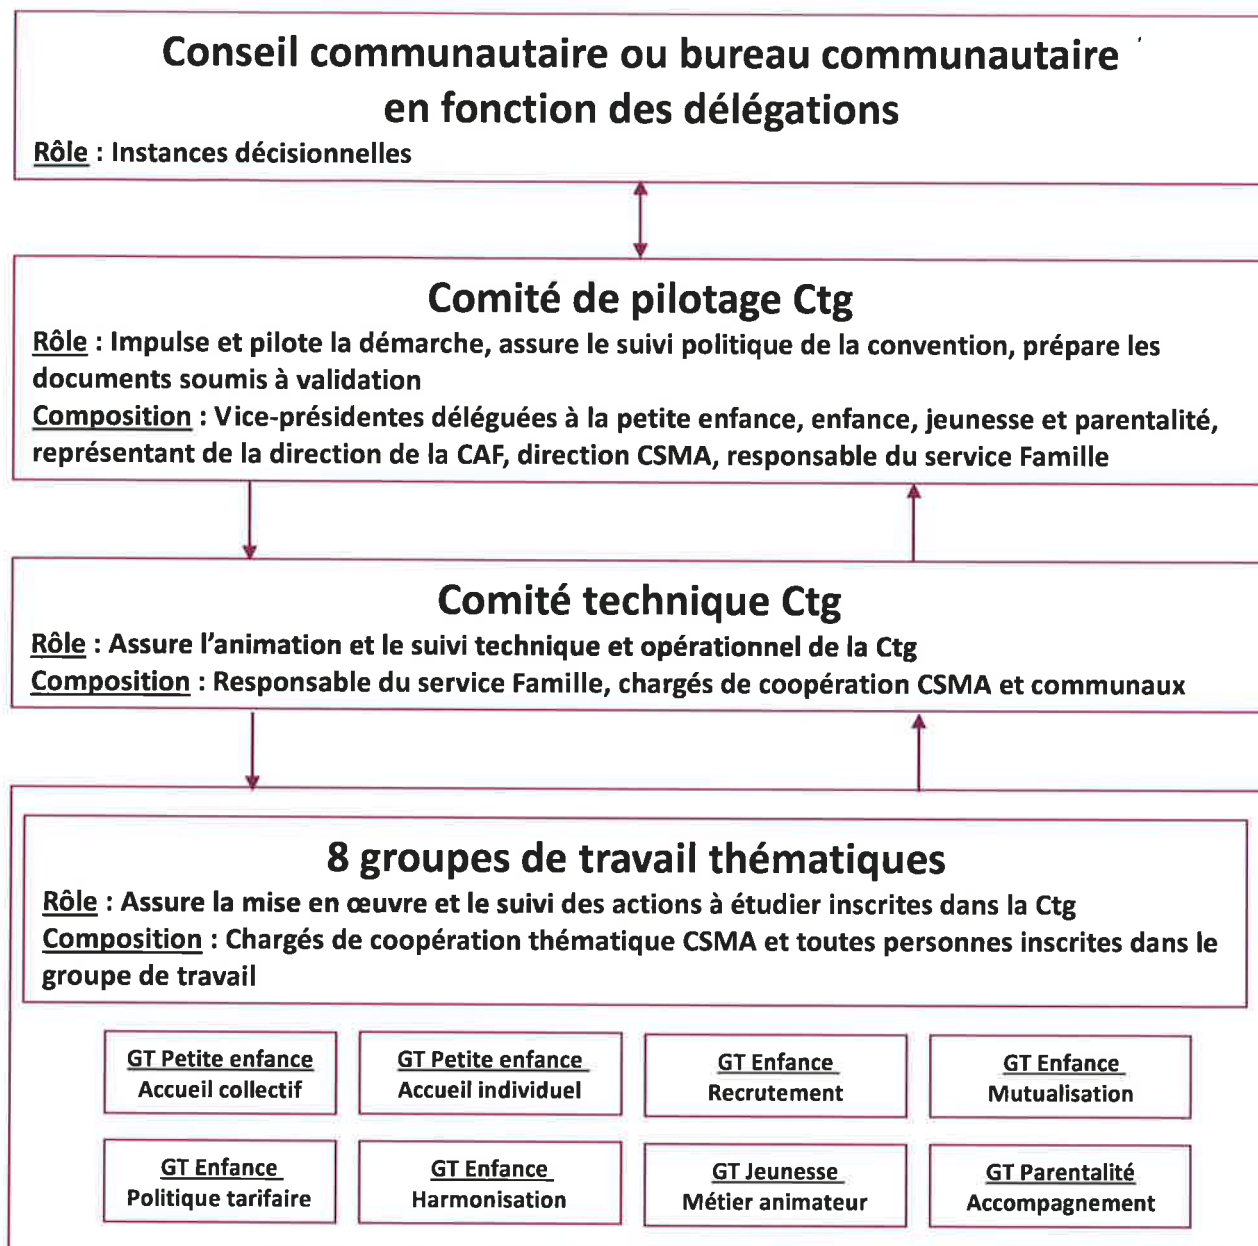 Conseil communautaire ou bureau communautaire
en fonction des délégations
Rôle : Instances décisionnelles
Comité de pilotage Ctg
Rôle : Impulse et pilote la démarche, assure le suivi politique de la convention, prépare les
documents soumis à validation
Composition : Vice-présidentes déléguées à la petite enfance, enfance, jeunesse et parentalité,
représentant de la direction de la CAF, direction CSMA, responsable du service Famille
Comité technique Ctg
Rôle : Assure l'animation et le suivi technique et opérationnel de la Ctg
Composition : Responsable du service Famille, chargés de coopération CSMA et communaux
8 groupes de travail thématiques
Rôle : Assure la mise en œuvre et le suivi des actions à étudier inscrites dans la Ctg
Composition : Chargés de coopération thématique CSMA et toutes personnes inscrites dans le
groupe de travail
GT Petite enfance
Accueil collectif
GT Petite enfance
Accueil individuel
GT Enfance
Recrutement
GT Enfance
Mutualisation
GT Enfance
Politique tarifaire
GT Enfance
Harmonisation
GT Jeunesse
Métier animateur
GT Parentalité
Accompagnement